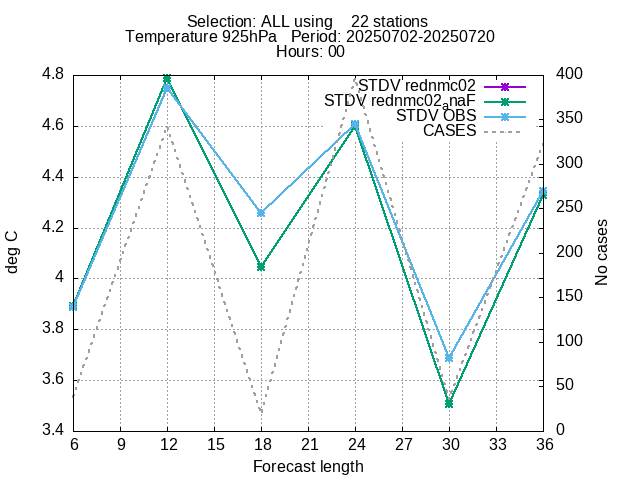 Selection: ALL using    22 stations
Temperature 925hPa   Period: 20250702-20250720
Hours: 00
STDV rednmc02
STDV rednmc02anaF
STDV OBS
CASES
4.8
4.6
4.4
4.2
4
3.8
3.6
3.4
deg C
400
350
300
250
200
150
100
50
0
No cases
6 9 12 15 18 21 24 27 30 33 36
Forecast length